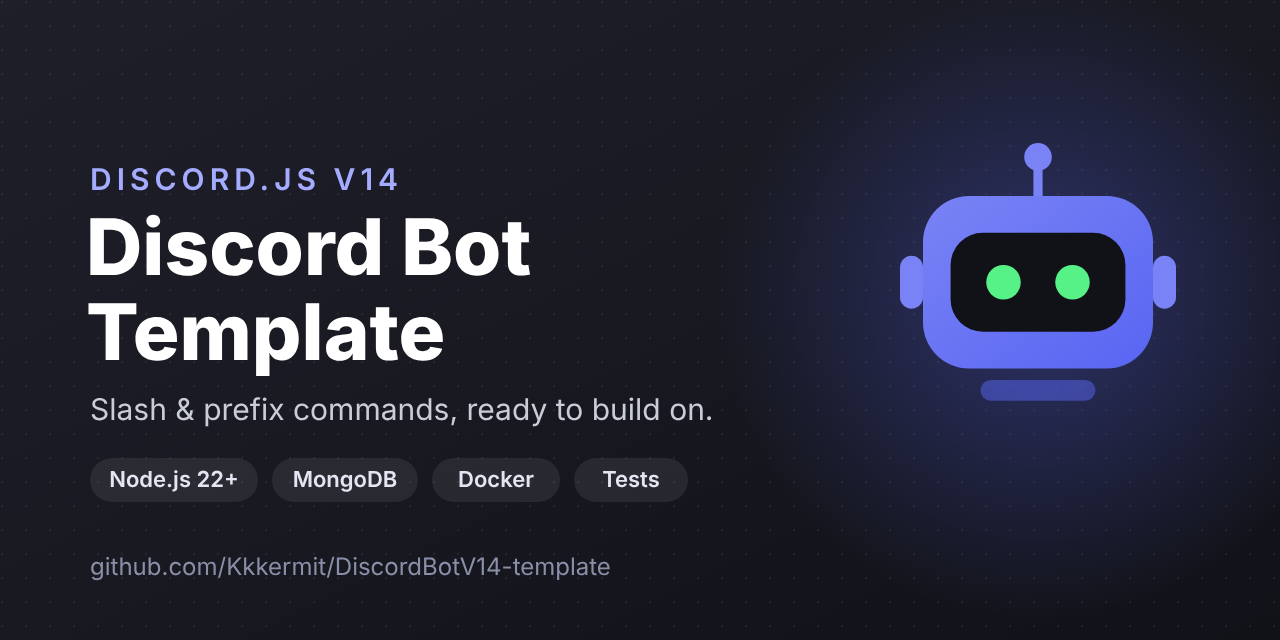 DISCORD.JS V14
Discord Bot
Template
Slash & prefix commands, ready to build on.
Node.js 22+ MongoDB Docker Tests
github.com/Kkkermit/DiscordBotV14-template